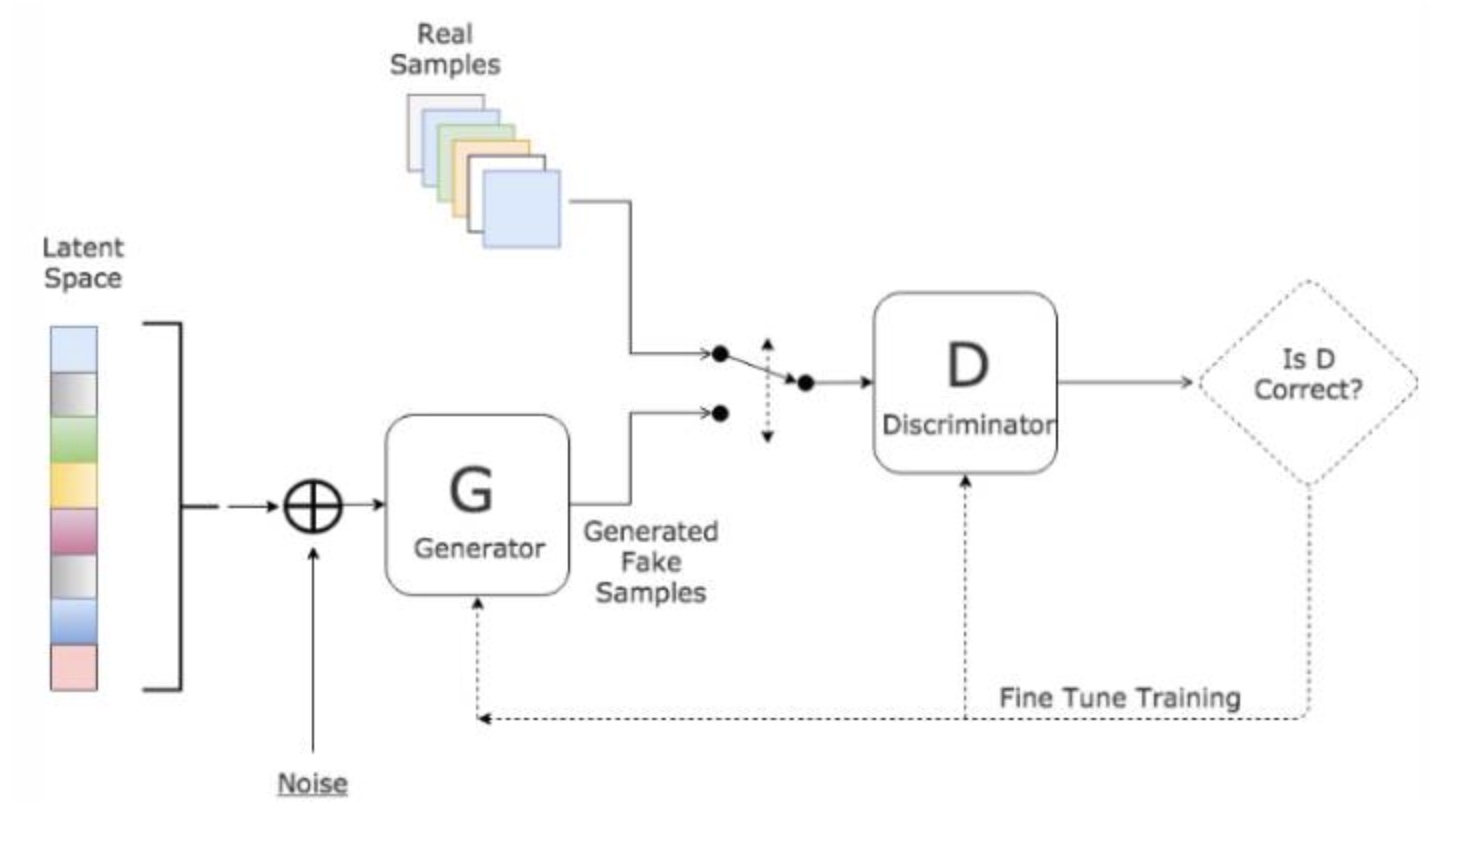 Real
Samples
Latent
Space
D
Discriminator
Is D
Correct?
G
Generator
Generated
Fake
Samples
Fine Tune Training
Noise